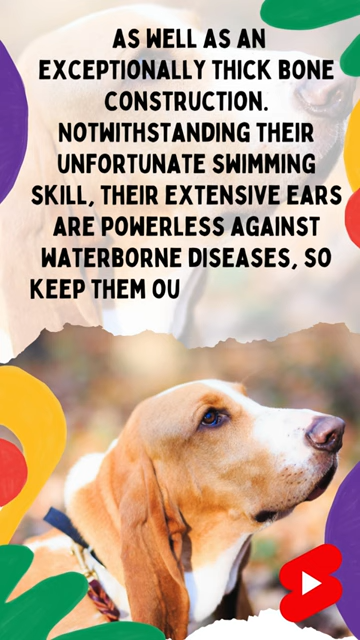 AS WELL AS AN
EXCEPTIONALLY THICK BONE
CONSTRUCTION.
NOTWITHSTANDING THEIR
UNFORTUNATE SWIMMING
SKILL, THEIR EXTENSIVE EARS
ARE POWERLESS AGAINST
WATERBORNE DISEASES, SO
KEEP THEM OU